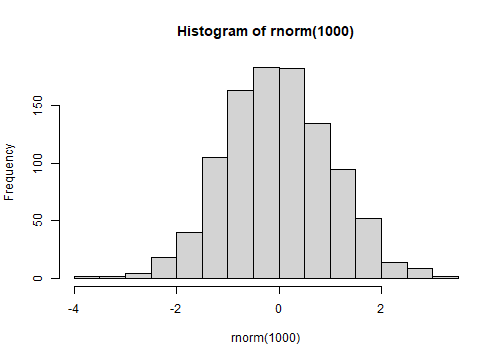 Histogram of rnorm(1000)
Frequency
150
100
50
0
-4 -2 0 2
rnorm(1000)